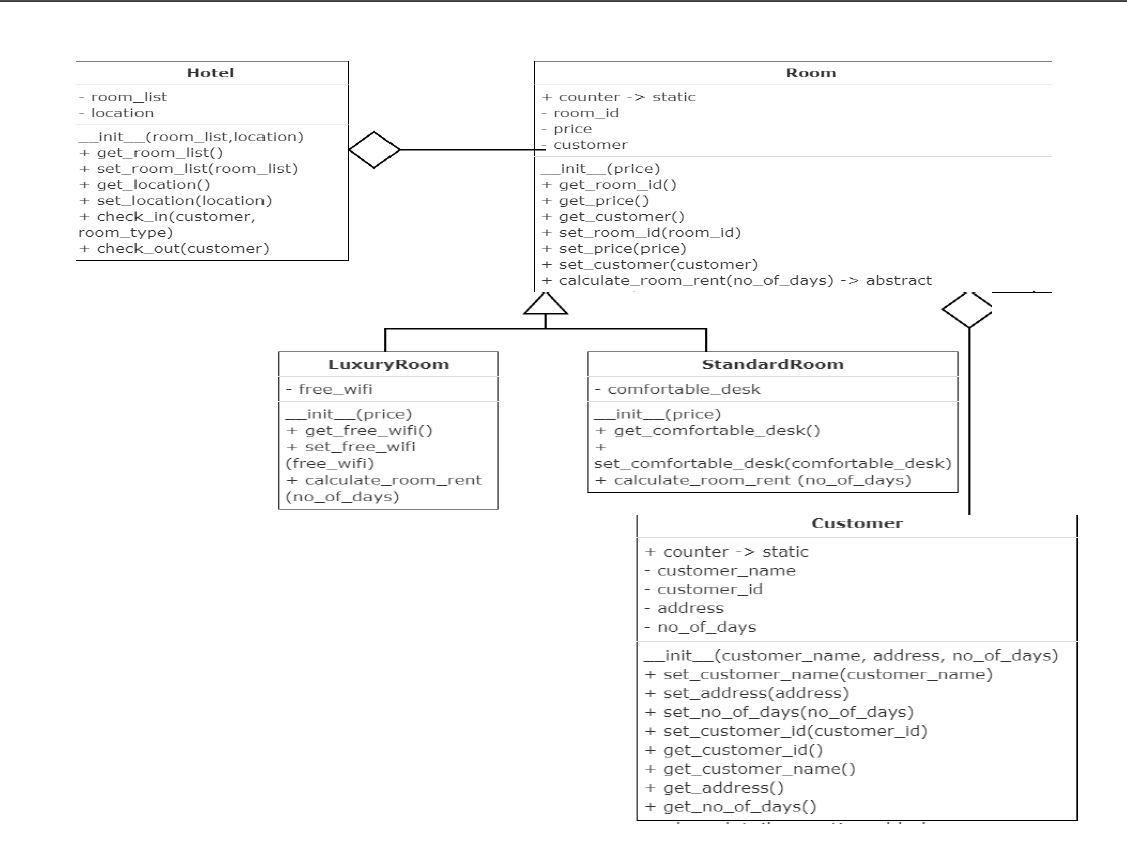 Hotel
- room_list
- location
__init__(room_list,location)
+ get_room_list()
+ set_room_list(room_list)
+ get_location()
+ set_location(location)
+ check_in(customer,
room_type)
+ check_out(customer)
Room
+ counter -> static
- room_id
- price
- customer
__init__(price)
+ get_room_id()
+ get_price()
+ get_customer()
+ set_room_id(room_id)
+ set_price(price)
+ set_customer(customer)
+ calculate_room_rent(no_of_days) -> abstract
LuxuryRoom
- free_wifi
__init__(price)
+ get_free_wifi()
+ set_free_wifi
(free_wifi)
+ calculate_room_rent
(no_of_days)
StandardRoom
- comfortable_desk
__init__(price)
+ get_comfortable_desk()
+
set_comfortable_desk(comfortable_desk)
+ calculate_room_rent (no_of_days)
Customer
+ counter -> static
- customer_name
- customer_id
- address
- no_of_days
__init__(customer_name, address, no_of_days)
+ set_customer_name(customer_name)
+ set_address(address)
+ set_no_of_days(no_of_days)
+ set_customer_id(customer_id)
+ get_customer_id()
+ get_customer_name()
+ get_address()
+ get_no_of_days()